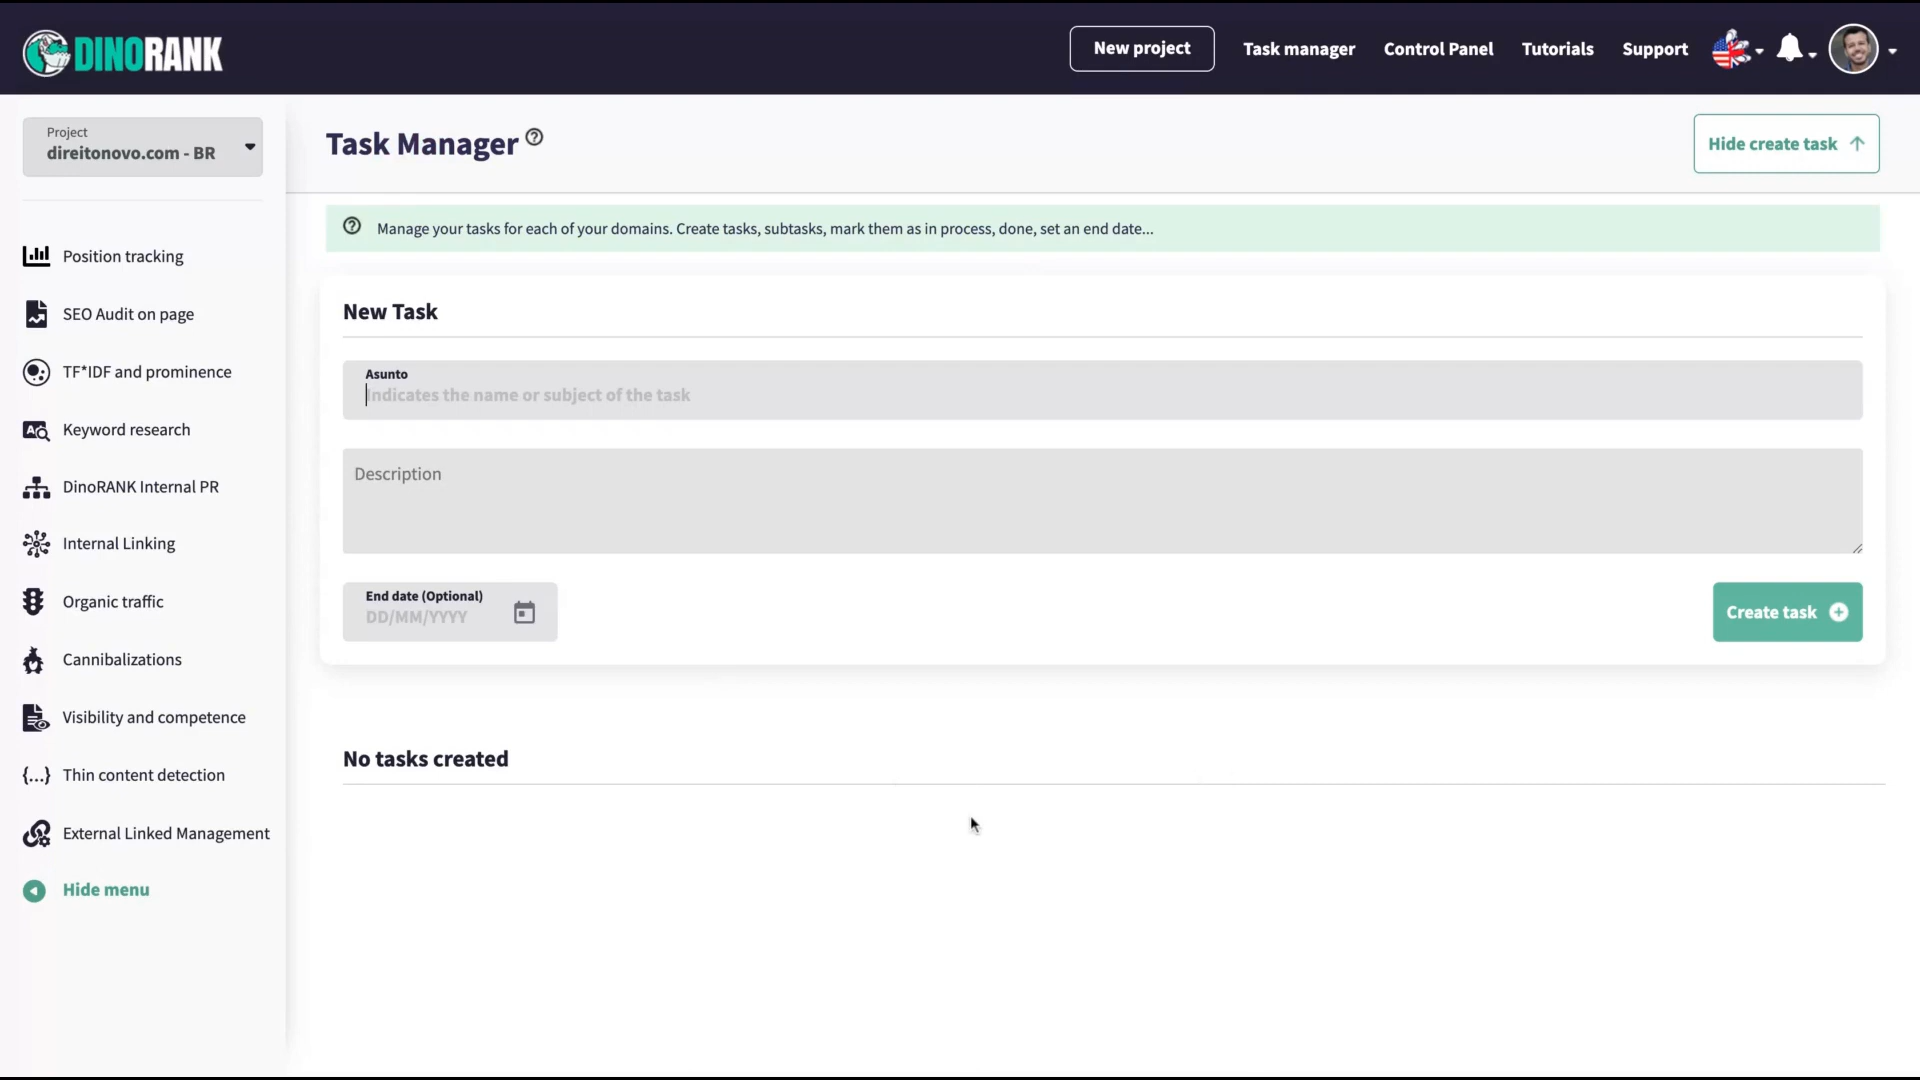 DINORANK
New project
Task manager
Control Panel
Tutorials
Support
Project
direitonovo.com - BR
Task Manager
Hide create task
Manage your tasks for each of your domains. Create tasks, subtasks, mark them as in process, done, set an end date...
Position tracking
SEO Audit on page
TF*IDF and prominence
Keyword research
DinoRANK Internal PR
Internal Linking
Organic traffic
Cannibalizations
Visibility and competence
Thin content detection
External Linked Management
Hide menu
New Task
Asunto
Indicates the name or subject of the task
Description
End date (Optional)
DD/MM/YYYY
Create task
No tasks created